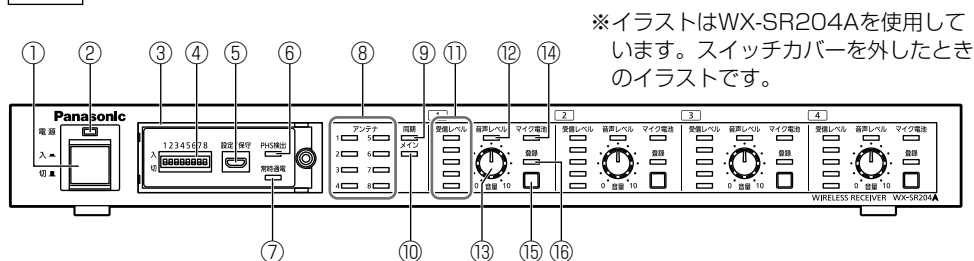 ※イラストはWX-SR204Aを使用して
います。スイッチカバーを外したとき
のイラストです。
① ② ③ ④ ⑤ ⑥ ⑧ ⑨ ⑪ ⑫ ⑭
1 2 3 4
Panasonic
電源
入
切
1 2 3 4 5 6 7 8
入
切
設定 保守
PHS検出
常時通電
アンテナ
1 5
2 6
3 7
4 8
同期
メイン
受信レベル 音声レベル マイク電池
登録
0 音量 10
受信レベル 音声レベル マイク電池
登録
0 音量 10
受信レベル 音声レベル マイク電池
登録
0 音量 10
受信レベル 音声レベル マイク電池
登録
0 音量 10
WIRELESS RECEIVER WX-SR204A
⑦ ⑩ ⑬ ⑮ ⑯